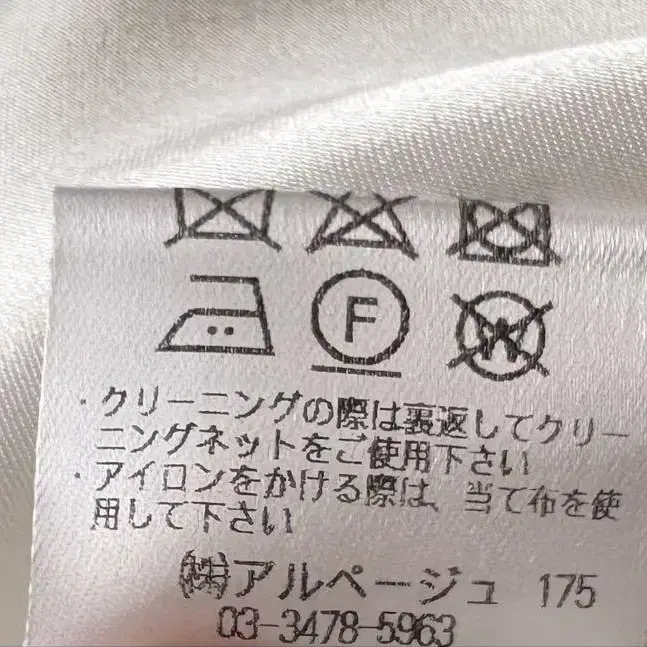 F
W
・クリーニングの際は裏返してクリー
ニングネットをご使用下さい
・アイロンをかける際は、当て布を使
用して下さい
㈱アルページュ 175
03-3478-5963